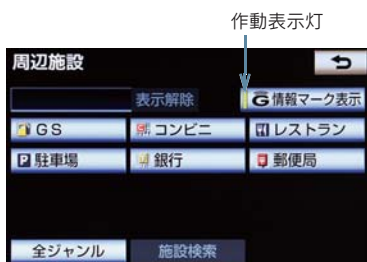 作動表示灯
周辺施設
表示解除 G情報マーク表示
GS コンビニ レストラン
P 駐車場 銀行 郵便局
全ジャンル 施設検索